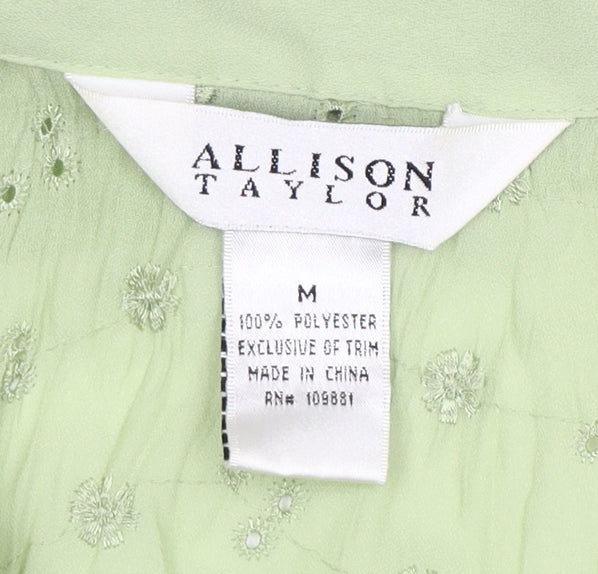 ALLISON
TAYLOR
M
100% POLYESTER
EXCLUSIVE OF TRIM
MADE IN CHINA
RN# 109881